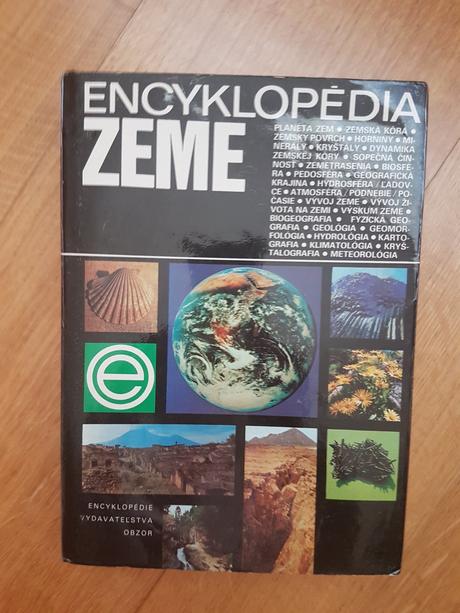 ENCYKLOPÉDIA
ZEME
PLANÉTA ZEM • ZEMSKÁ KÔRA •
ZEMSKÝ POVRCH • HORNINY • MI-
NERÁLY • KRYŠTÁLY • DYNAMIKA
ZEMSKEJ KÔRY • SOPEČNÁ ČIN-
NOSŤ • ZEMETRASENIA • BIOSFÉ-
RA • PEDOSFÉRA • GEOGRAFICKÁ
KRAJINA • HYDROSFÉRA / ĽADOV-
CE • ATMOSFÉRA / PODNEBIE / PO-
ČASIE • VÝVOJ ZEME • VÝVOJ ŽI-
VOTA NA ZEMI • VÝSKUM ZEME •
BIOGEOGRAFIA • FYZICKÁ GEO-
GRAFIA • GEOLÓGIA • GEOMOR-
FOLÓGIA • HYDROLÓGIA • KARTO-
GRAFIA • KLIMATOLÓGIA • KRYŠ-
TALOGRAFIA • METEOROLÓGIA
e
ENCYKLOPÉDIE
VYDAVATEĽSTVA
OBZOR